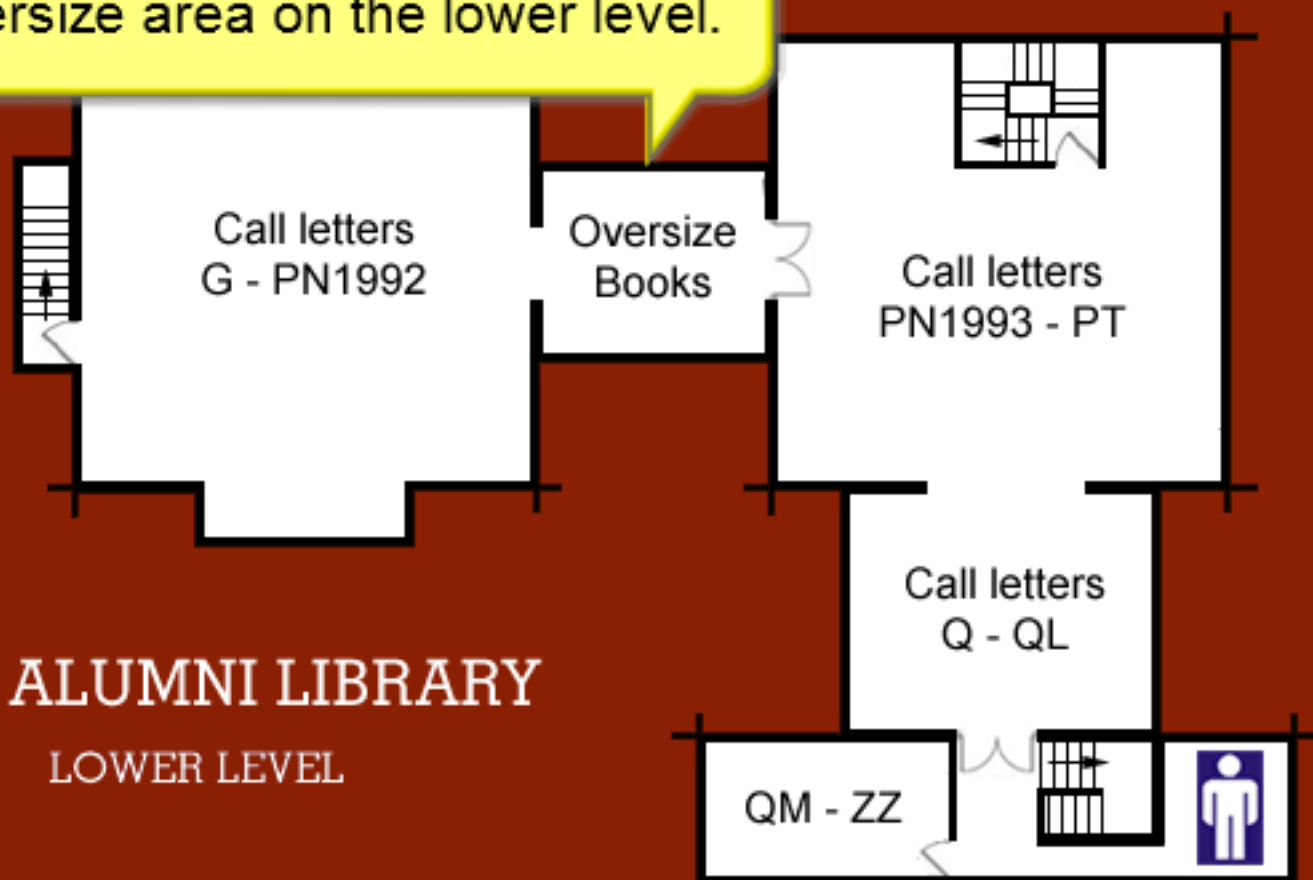 ersize area on the lower level.
Call letters
G - PN1992
Oversize
Books
Call letters
PN1993 - PT
Call letters
Q - QL
ALUMNI LIBRARY
LOWER LEVEL
QM - ZZ